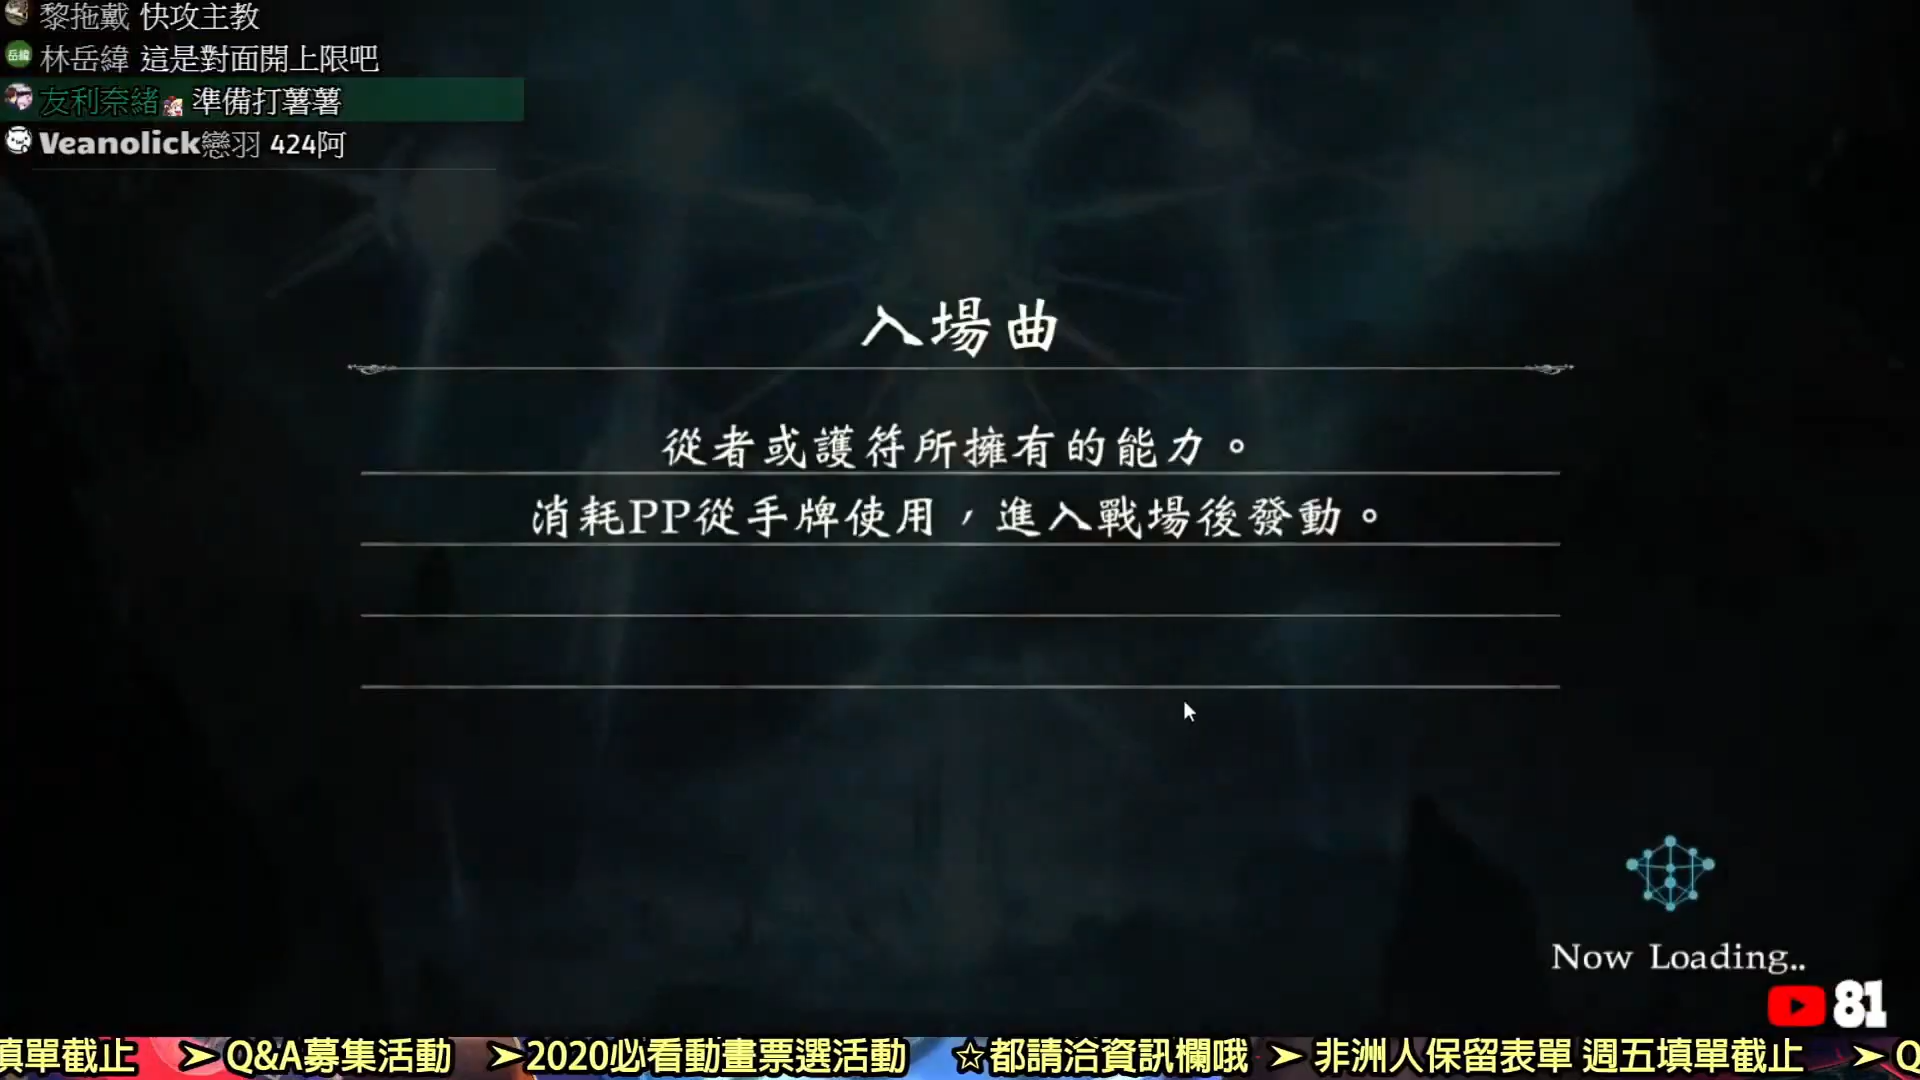 黎拖戴 快攻主教
林岳緯 這是對面開上限吧
友利奈緒 準備打薯薯
Veanolick戀羽 424阿
入場曲
從者或護符所擁有的能力。
消耗PP從手牌使用，進入戰場後發動。
Now Loading..
81
填單截止 ➤Q&A募集活動 ➤2020必看動畫票選活動 ☆都請洽資訊欄哦 ➤ 非洲人保留表單 週五填單截止 ➤ Q